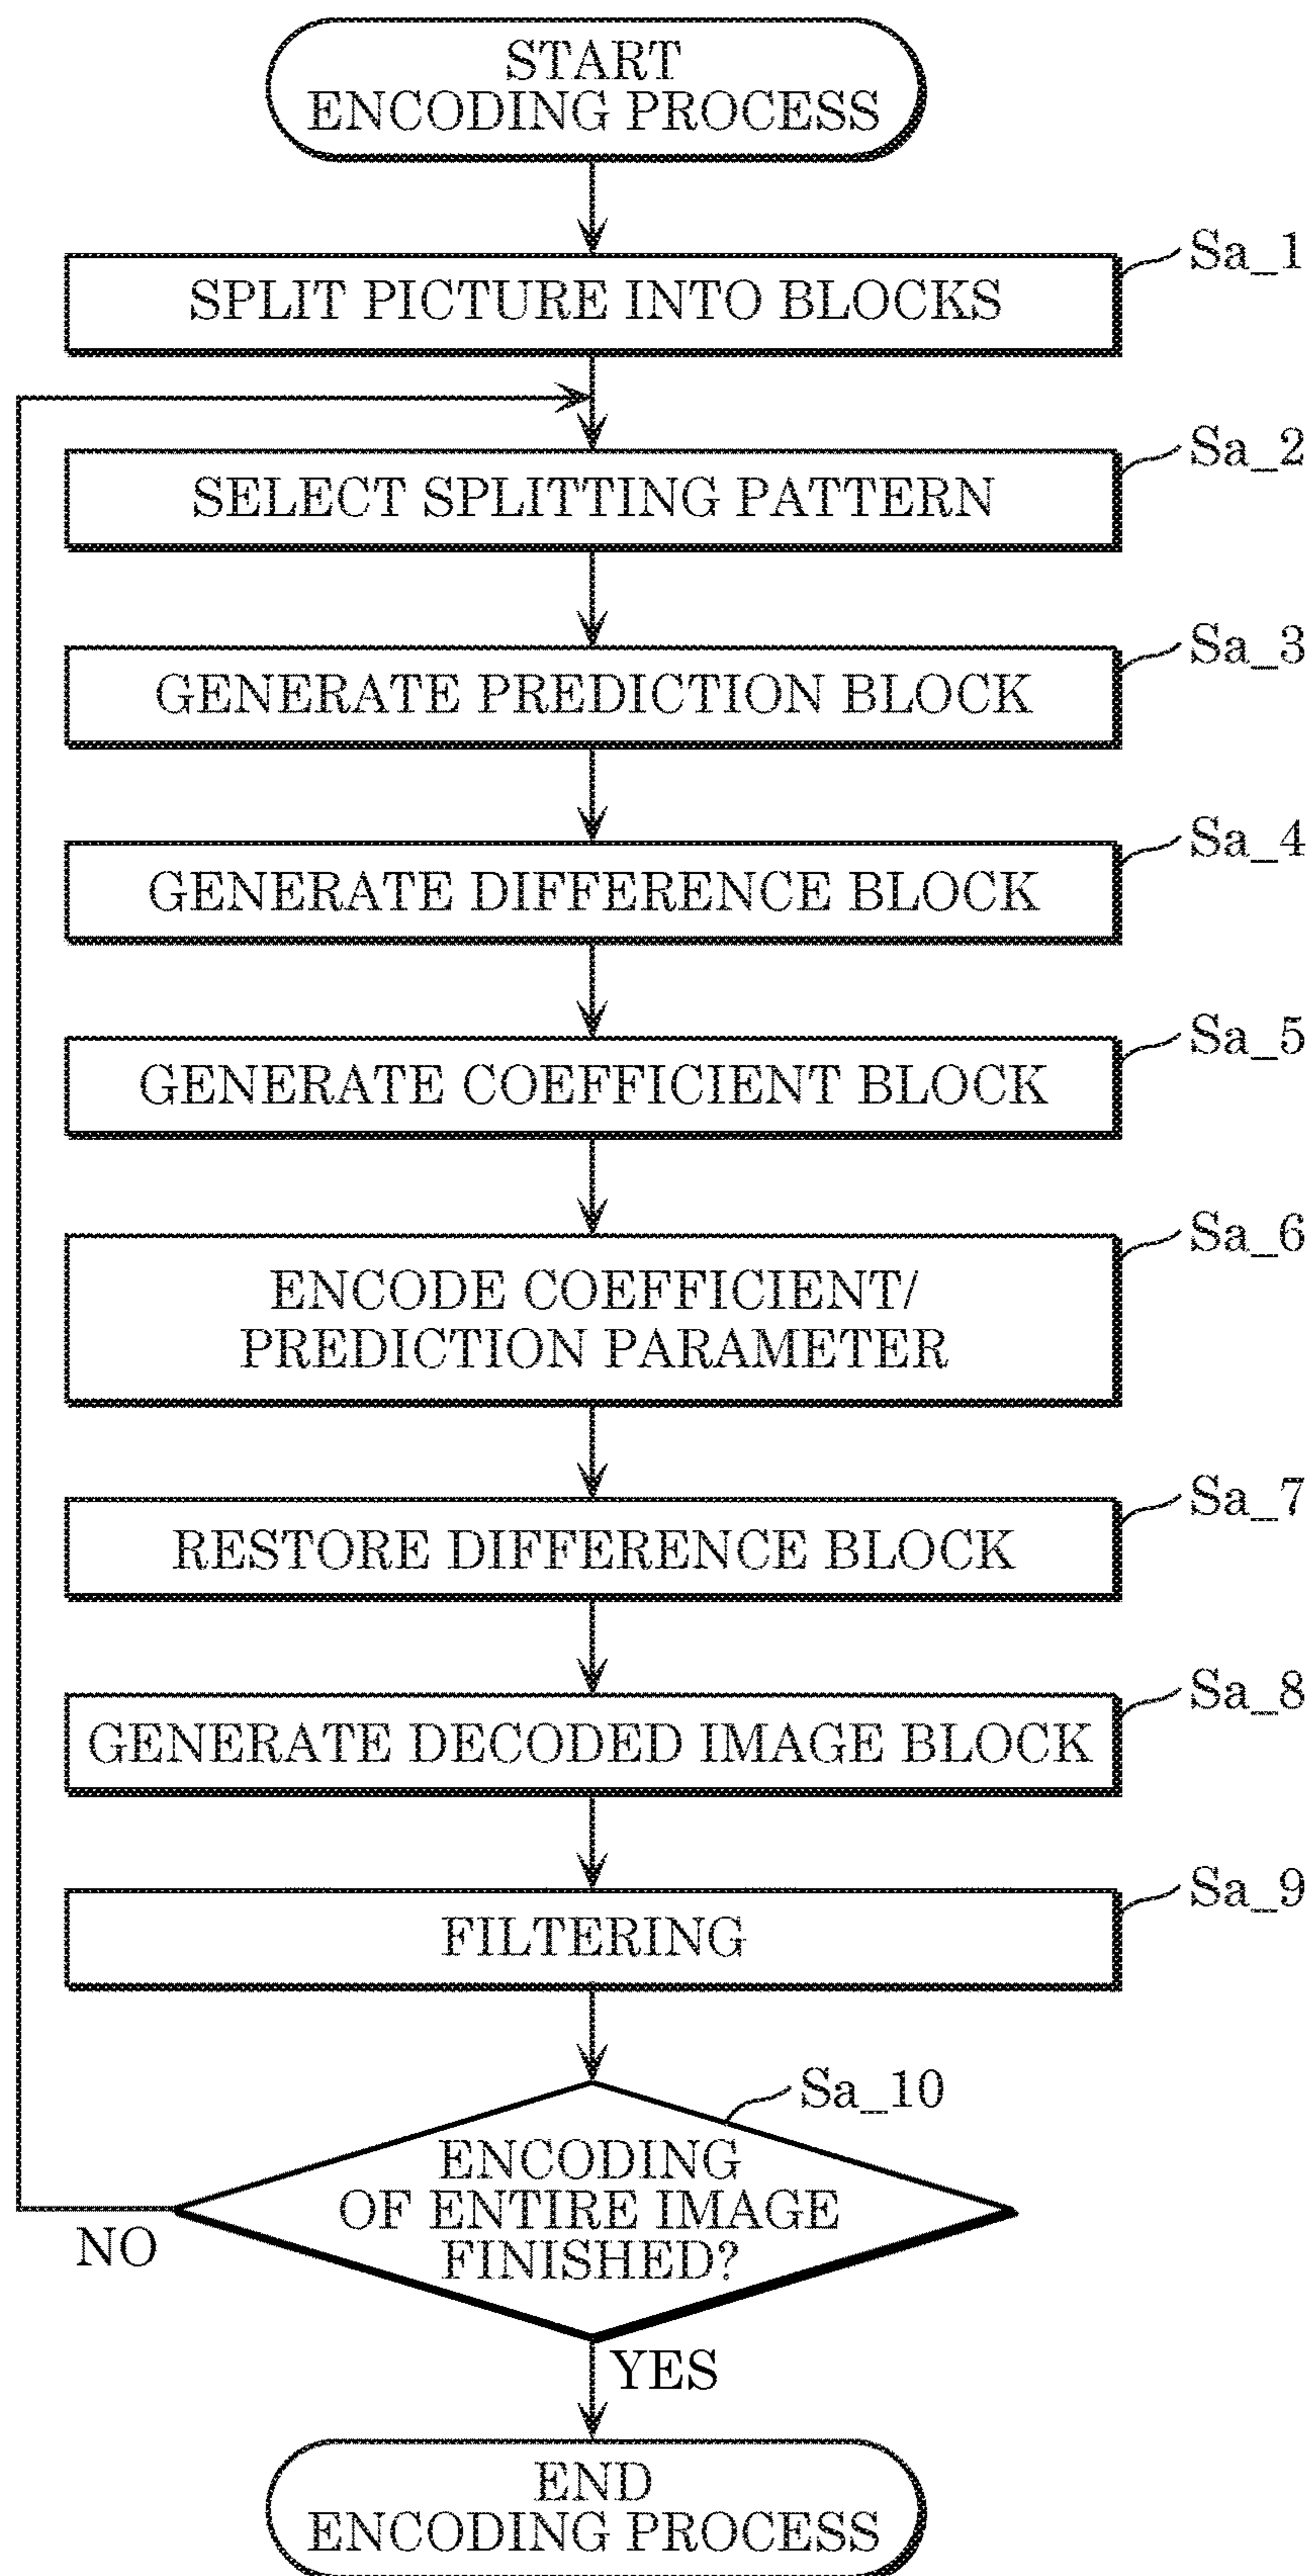 START
ENCODING PROCESS
Sa_1
SPLIT PICTURE INTO BLOCKS
Sa_2
SELECT SPLITTING PATTERN
Sa_3
GENERATE PREDICTION BLOCK
Sa_4
GENERATE DIFFERENCE BLOCK
Sa_5
GENERATE COEFFICIENT BLOCK
Sa_6
ENCODE COEFFICIENT/
PREDICTION PARAMETER
Sa_7
RESTORE DIFFERENCE BLOCK
Sa_8
GENERATE DECODED IMAGE BLOCK
Sa_9
FILTERING
Sa_10
ENCODING
OF ENTIRE IMAGE
FINISHED?
NO
YES
END
ENCODING PROCESS